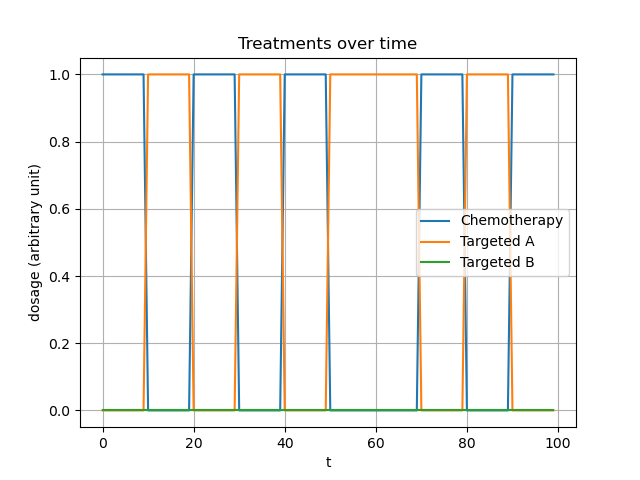 Treatments over time
1.0
0.8
0.6
0.4
0.2
0.0
dosage (arbitrary unit)
Chemotherapy
Targeted A
Targeted B
0 20 40 60 80 100
t